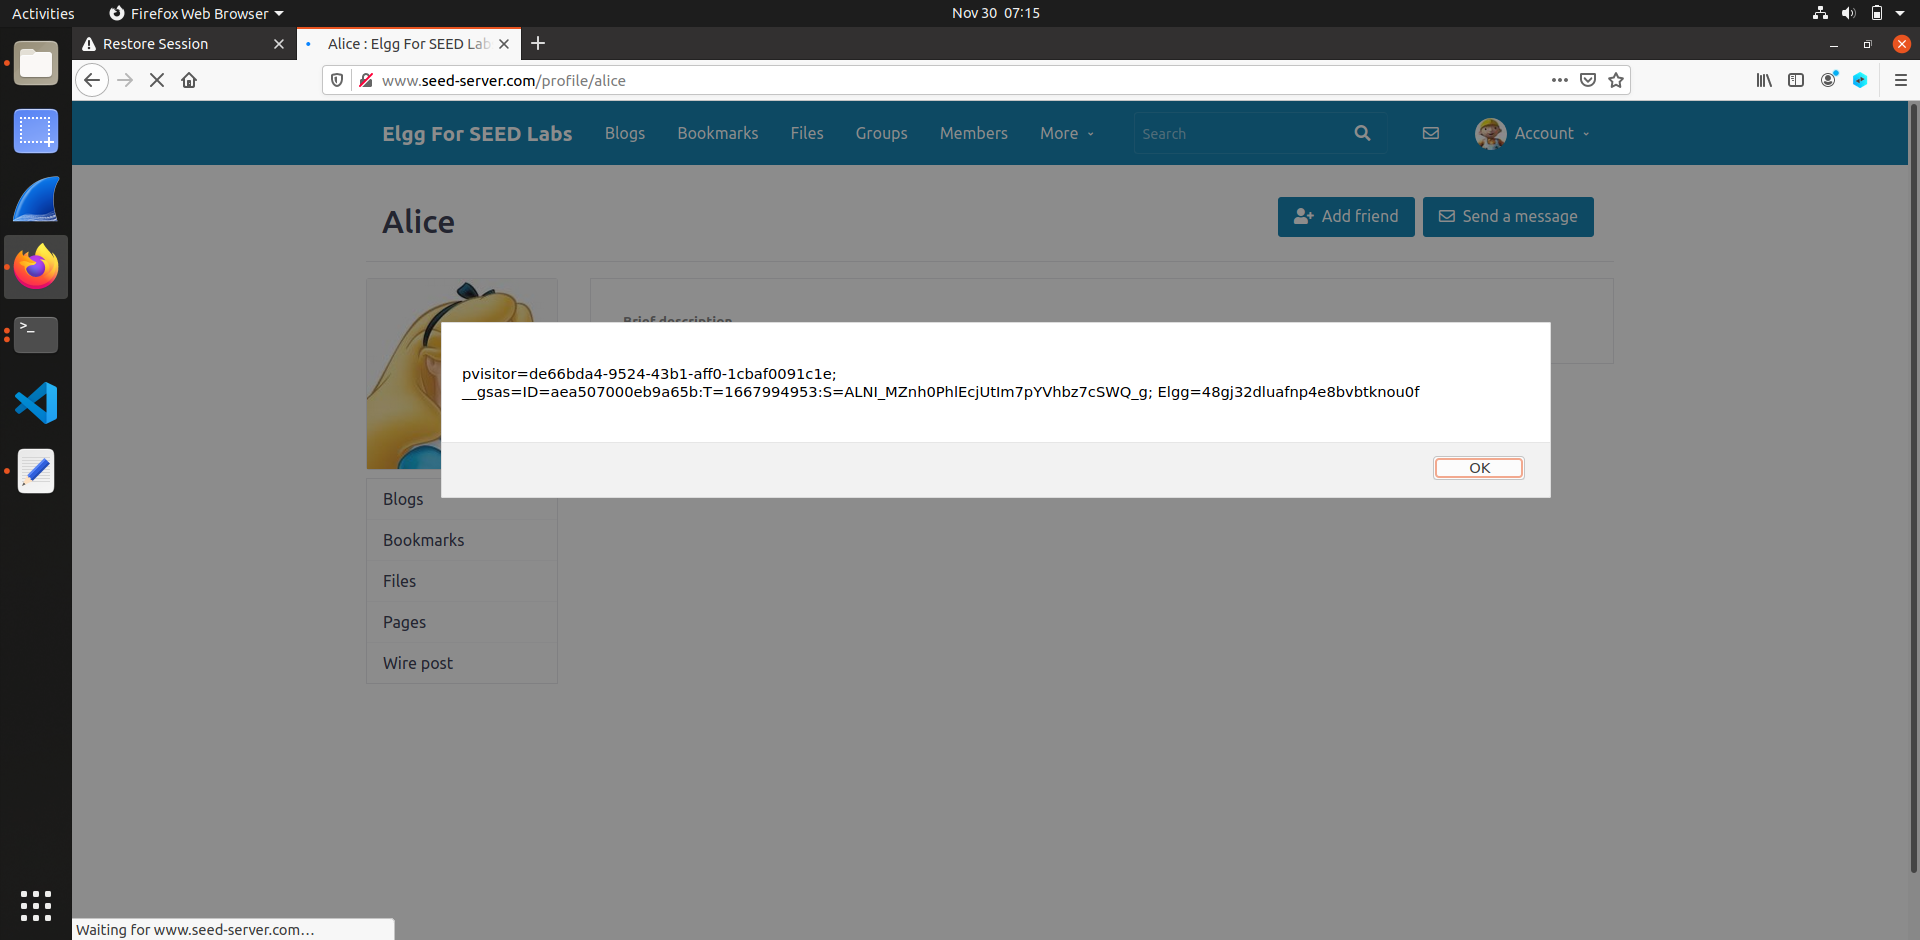 Activities
Firefox Web Browser
Nov 30 07:15
Restore Session
Alice : Elgg For SEED Lab
www.seed-server.com/profile/alice
Elgg For SEED Labs
Blogs
Bookmarks
Files
Groups
Members
More
Search
Account
Alice
Add friend
Send a message
Brief description
pvisitor=de66bda4-9524-43b1-aff0-1cbaf0091c1e;
__gsas=ID=aea507000eb9a65b:T=1667994953:S=ALNI_MZnh0PhlEcjUtIm7pYVhbz7cSWQ_g; Elgg=48gj32dluafnp4e8bvbtknou0f
OK
Blogs
Bookmarks
Files
Pages
Wire post
Waiting for www.seed-server.com…